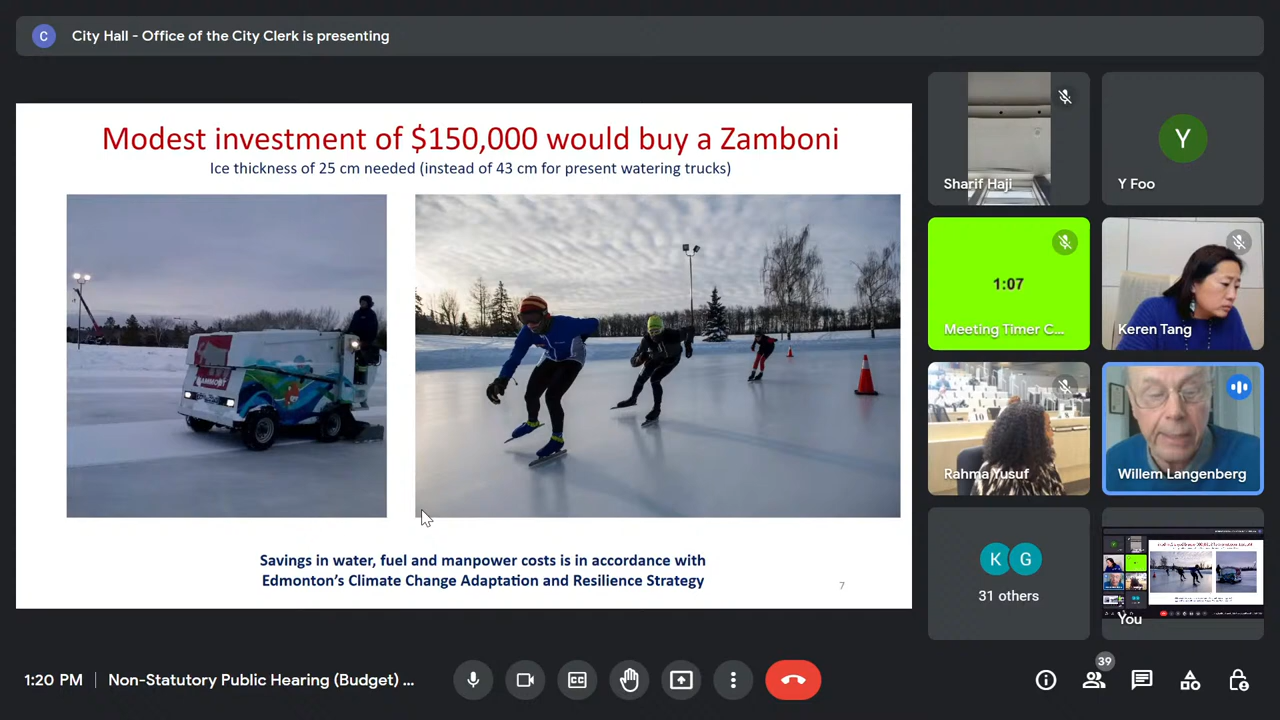 C
City Hall - Office of the City Clerk is presenting
Modest investment of $150,000 would buy a Zamboni
Ice thickness of 25 cm needed (instead of 43 cm for present watering trucks)
Savings in water, fuel and manpower costs is in accordance with
Edmonton's Climate Change Adaptation and Resilience Strategy
7
Sharif Haji
Y
Y Foo
1:07
Meeting Timer C...
Keren Tang
Rahma Yusuf
Willem Langenberg
K G
31 others
You
1:20 PM
Non-Statutory Public Hearing (Budget) ...
CC
39